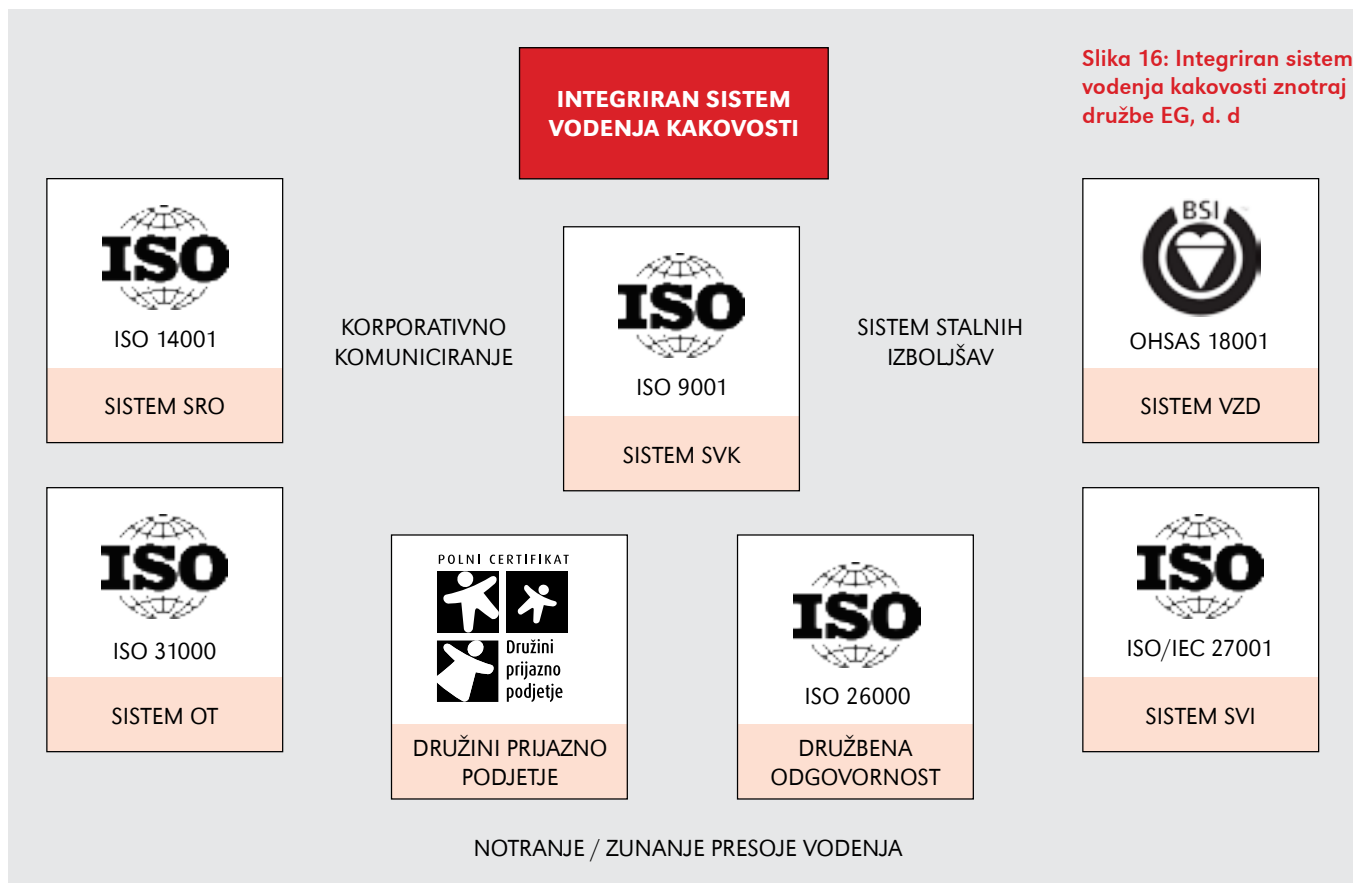 INTEGRIRAN SISTEM
VODENJA KAKOVOSTI
Slika 16: Integriran sistem
vodenja kakovosti znotraj
družbe EG, d. d
ISO
ISO 14001
SISTEM SRO
KORPORATIVNO
KOMUNICIRANJE
ISO
ISO 9001
SISTEM SVK
SISTEM STALNIH
IZBOLJŠAV
BSI
OHSAS 18001
SISTEM VZD
ISO
ISO 31000
SISTEM OT
POLNI CERTIFIKAT
Družini
prijazno
podjetje
DRUŽINI PRIJAZNO
PODJETJE
ISO
ISO 26000
DRUŽBENA
ODGOVORNOST
ISO
ISO/IEC 27001
SISTEM SVI
NOTRANJE / ZUNANJE PRESOJE VODENJA